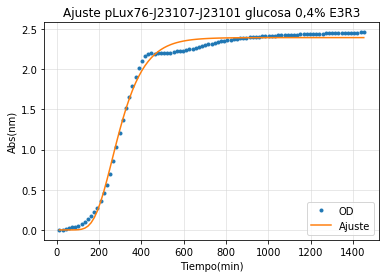 Ajuste pLux76-J23107-J23101 glucosa 0,4% E3R3
2.5
2.0
1.5
1.0
0.5
0.0
Abs(nm)
OD
Ajuste
0 200 400 600 800 1000 1200 1400
Tiempo(min)